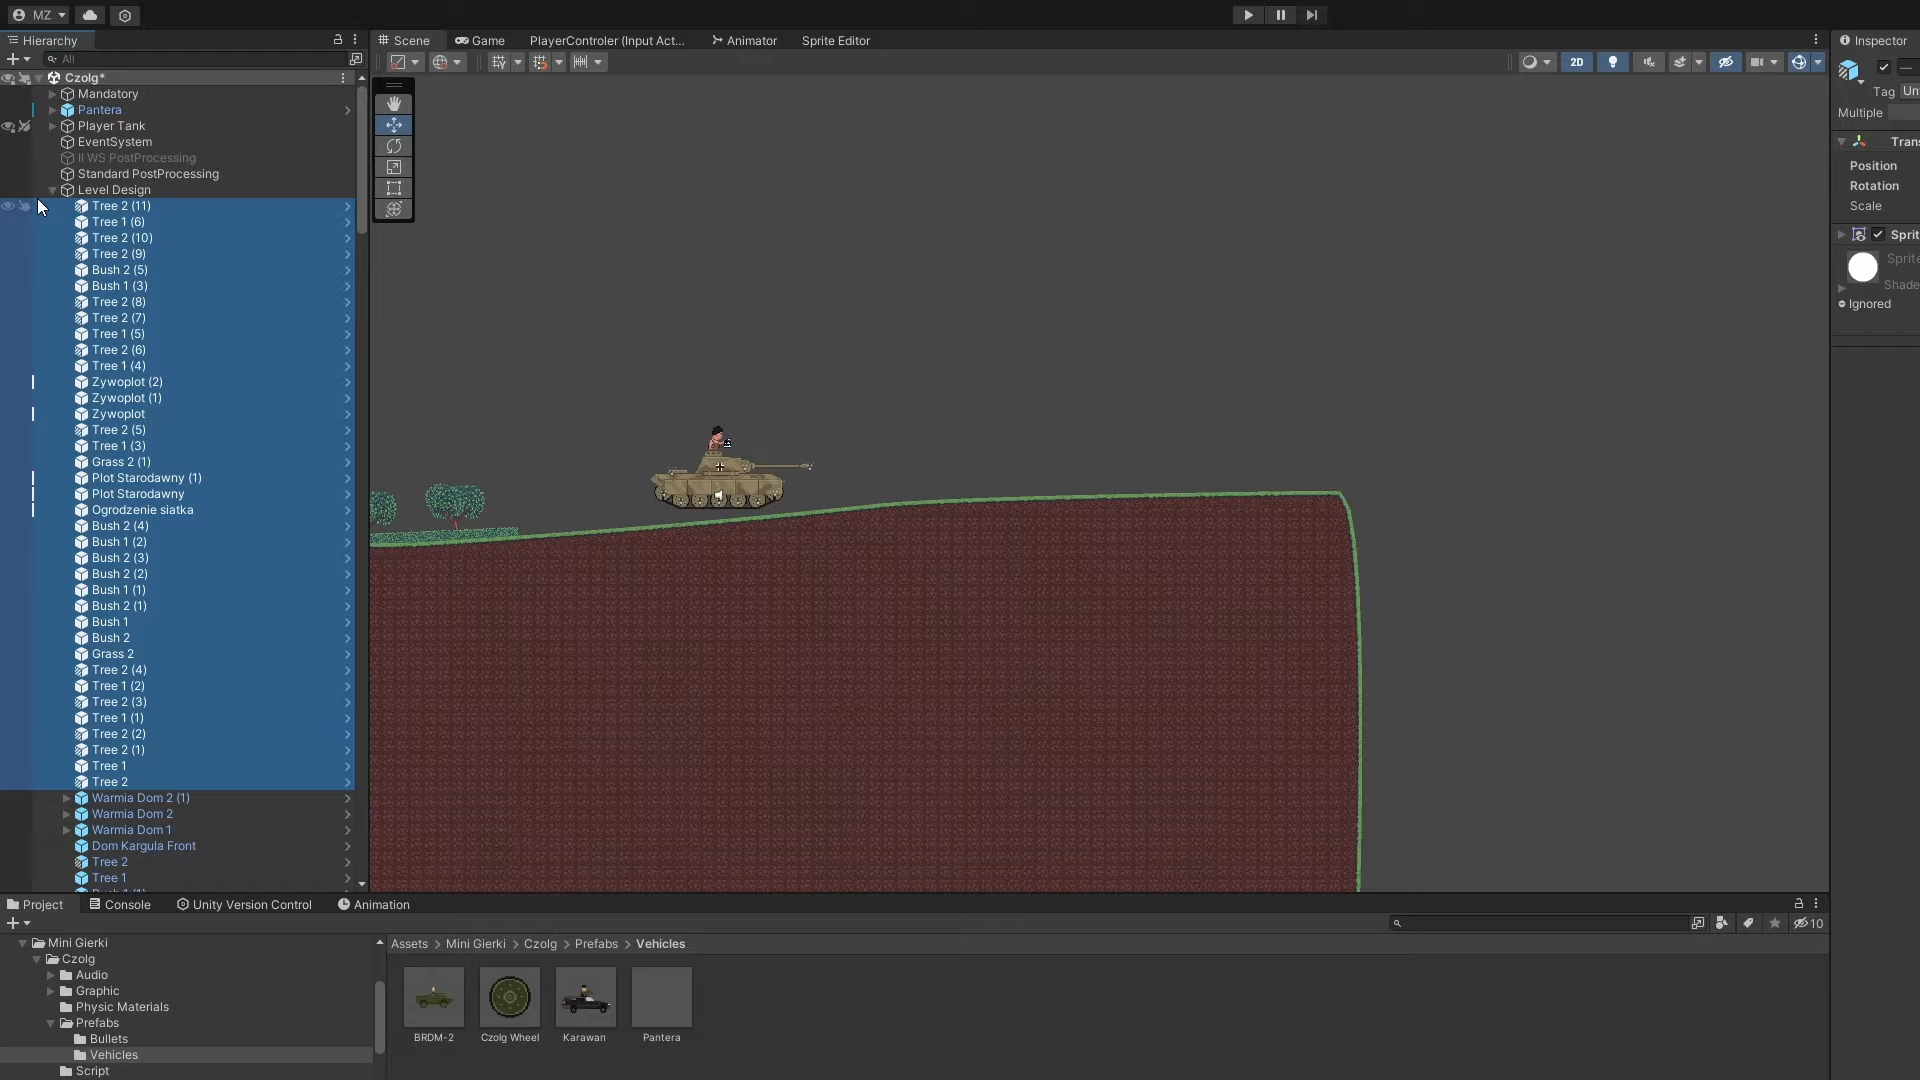 MZ
Hierarchy
All
Czolg*
Mandatory
Pantera
Player Tank
EventSystem
II WS PostProcessing
Standard PostProcessing
Level Design
Tree 2 (11)
Tree 1 (6)
Tree 2 (10)
Tree 2 (9)
Bush 2 (5)
Bush 1 (3)
Tree 2 (8)
Tree 2 (7)
Tree 1 (5)
Tree 2 (6)
Tree 1 (4)
Zywoplot (2)
Zywoplot (1)
Zywoplot
Tree 2 (5)
Tree 1 (3)
Grass 2 (1)
Plot Starodawny (1)
Plot Starodawny
Ogrodzenie siatka
Bush 2 (4)
Bush 1 (2)
Bush 2 (3)
Bush 2 (2)
Bush 1 (1)
Bush 2 (1)
Bush 1
Bush 2
Grass 2
Tree 2 (4)
Tree 1 (2)
Tree 2 (3)
Tree 1 (1)
Tree 2 (2)
Tree 2 (1)
Tree 1
Tree 2
Warmia Dom 2 (1)
Warmia Dom 2
Warmia Dom 1
Dom Kargula Front
Tree 2
Tree 1
Scene Game PlayerControler (Input Act... Animator Sprite Editor
2D
Inspector
Tag Un
Multiple
Trans
Position
Rotation
Scale
Sprit
Sprite
Shade
Ignored
Project Console Unity Version Control Animation
10
Mini Gierki
Czolg
Audio
Graphic
Physic Materials
Prefabs
Bullets
Vehicles
Script
Assets > Mini Gierki > Czolg > Prefabs > Vehicles
BRDM-2 Czolg Wheel Karawan Pantera